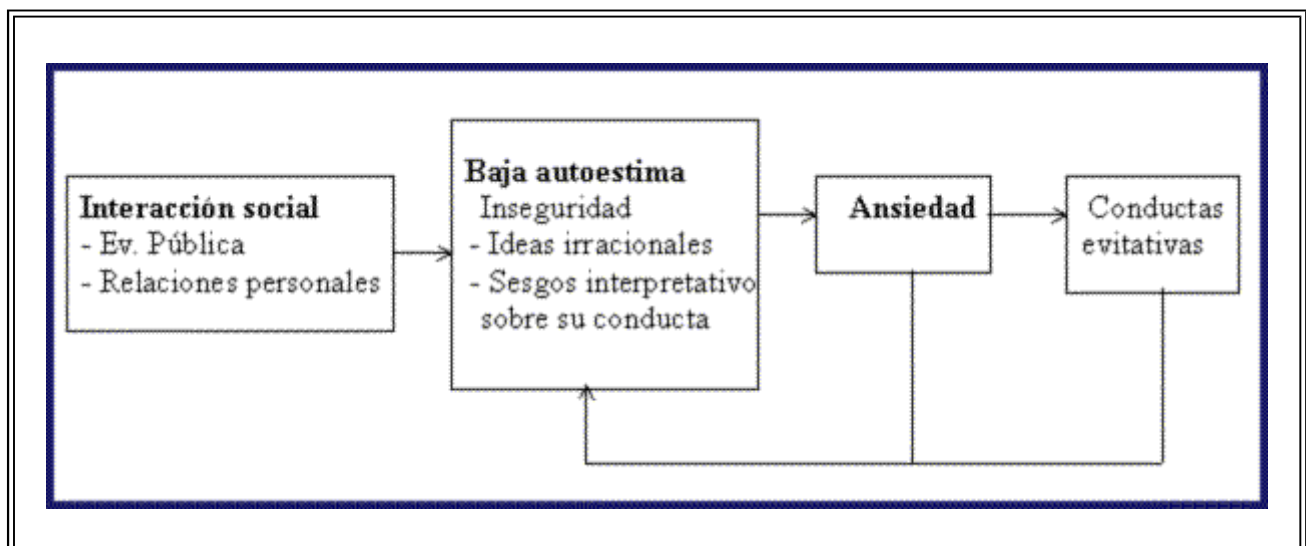 Interacción social
- Ev. Pública
- Relaciones personales
Baja autoestima
Inseguridad
- Ideas irracionales
- Sesgos interpretativo
sobre su conducta
Ansiedad
Conductas
evitativas